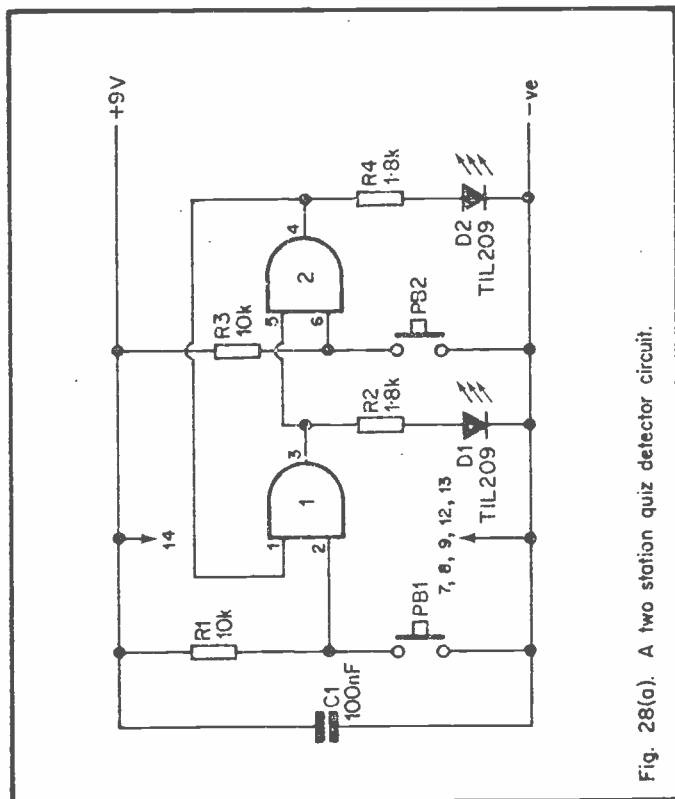 +9V
14
R1
10k
C1
100nF
PB1
1
2
1
3
7, 8, 9, 12, 13
R2
1·8k
D1
TIL209
R3
10k
5
6
2
4
PB2
R4
1·8k
D2
TIL209
-ve
Fig. 28(a). A two station quiz detector circuit.